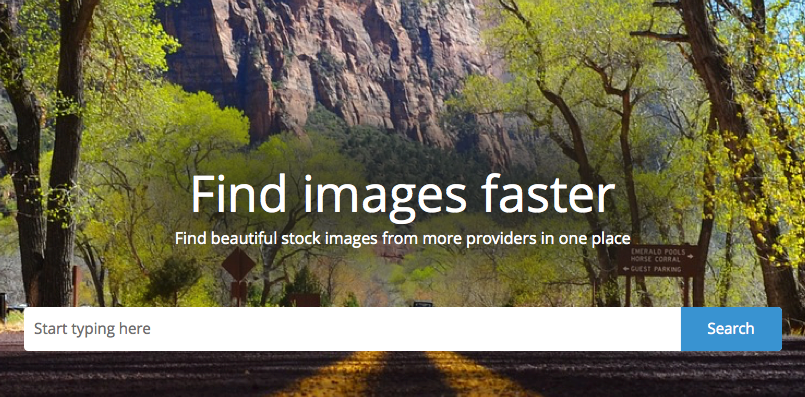 Find images faster
Find beautiful stock images from more providers in one place
EMERALD POOLS →
HORSE CORRAL
← GUEST PARKING
Start typing here
Search